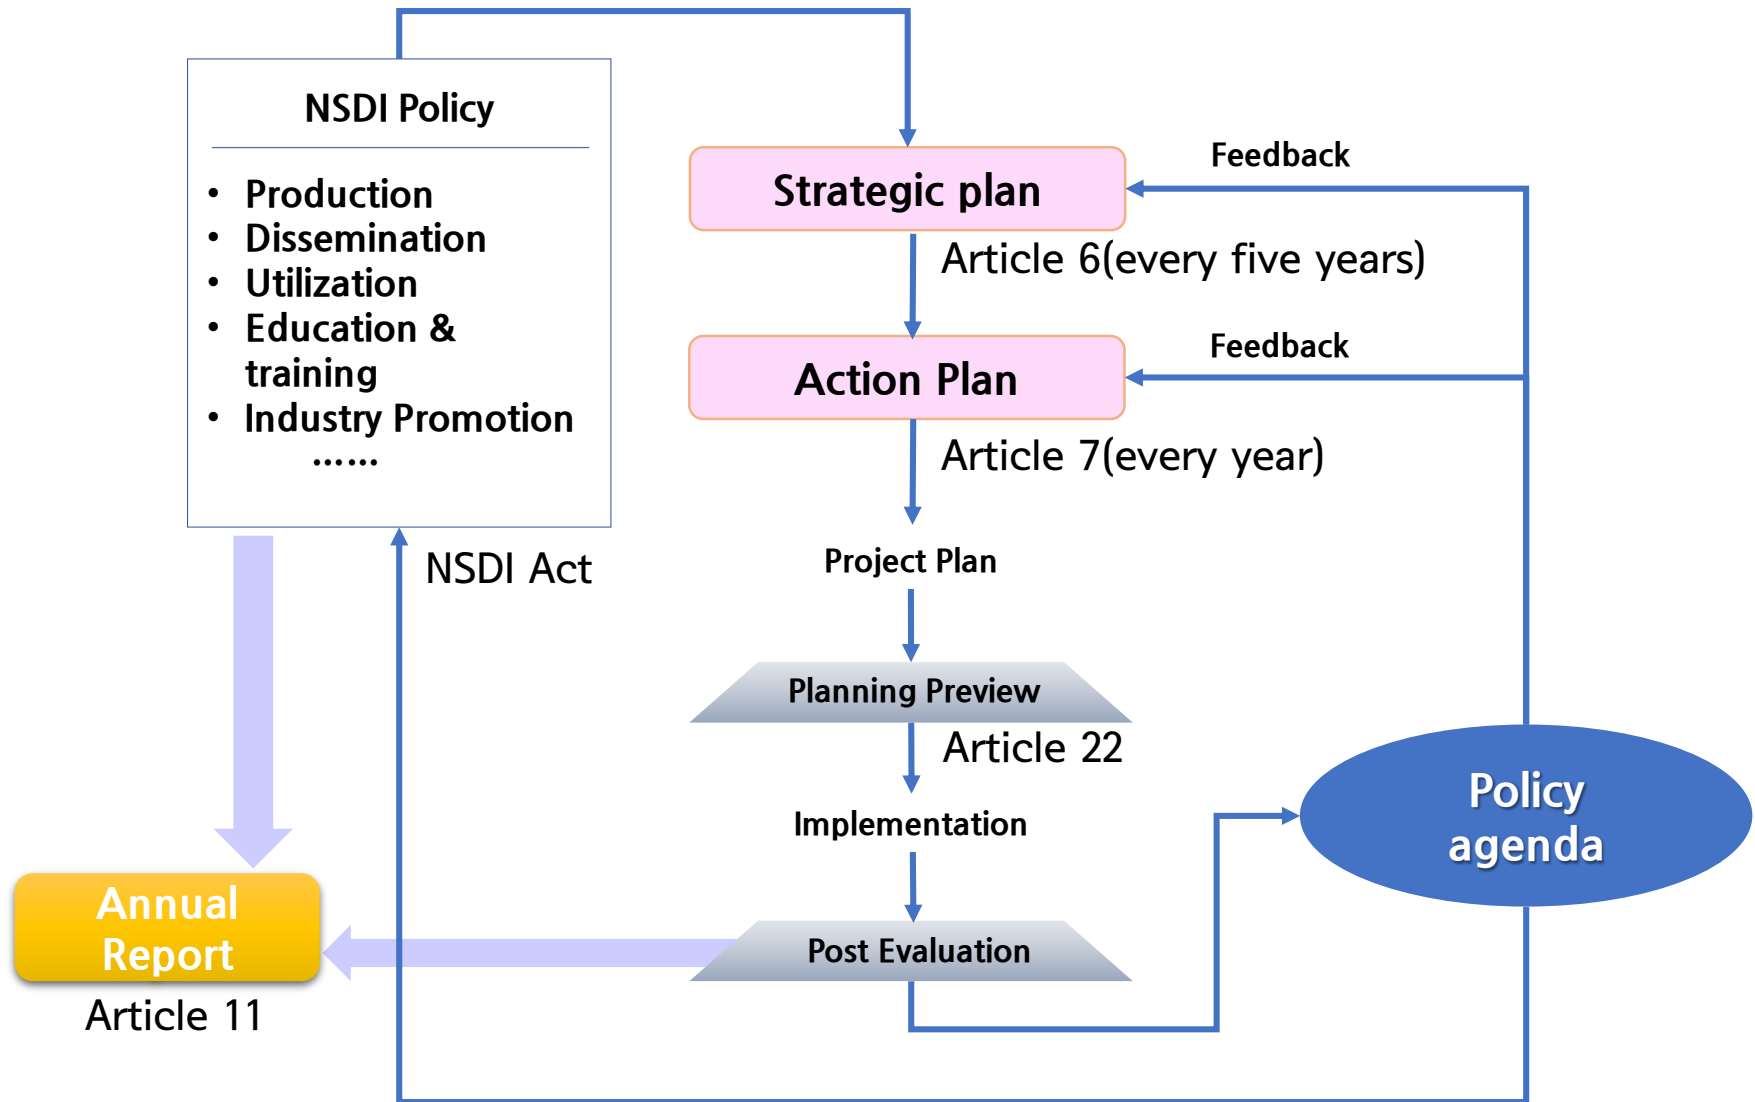 NSDI Policy
• Production
• Dissemination
• Utilization
• Education &
training
• Industry Promotion
......
NSDI Act
Annual
Report
Article 11
Strategic plan
Article 6(every five years)
Action Plan
Article 7(every year)
Project Plan
Planning Preview
Article 22
Implementation
Post Evaluation
Feedback
Feedback
Policy
agenda